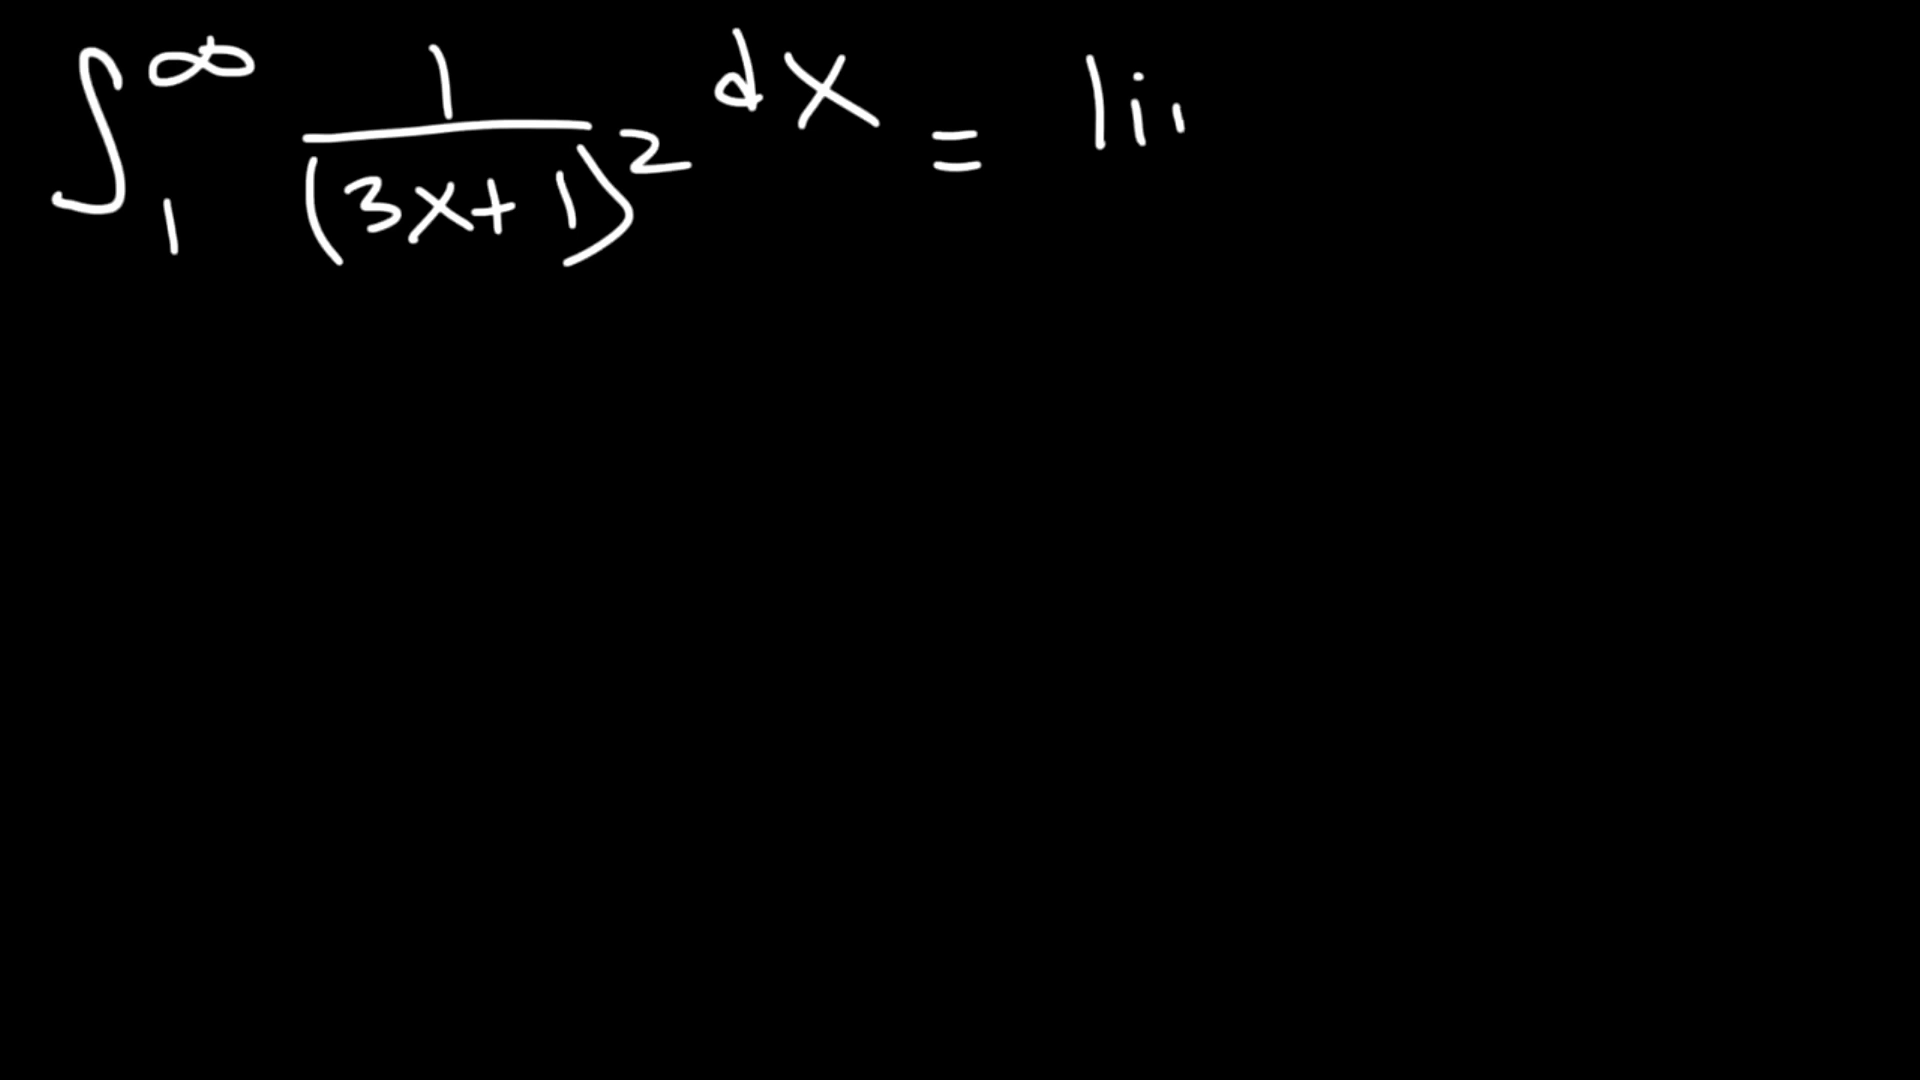 ∫₁^∞ 1/(3x+1)² dx = li